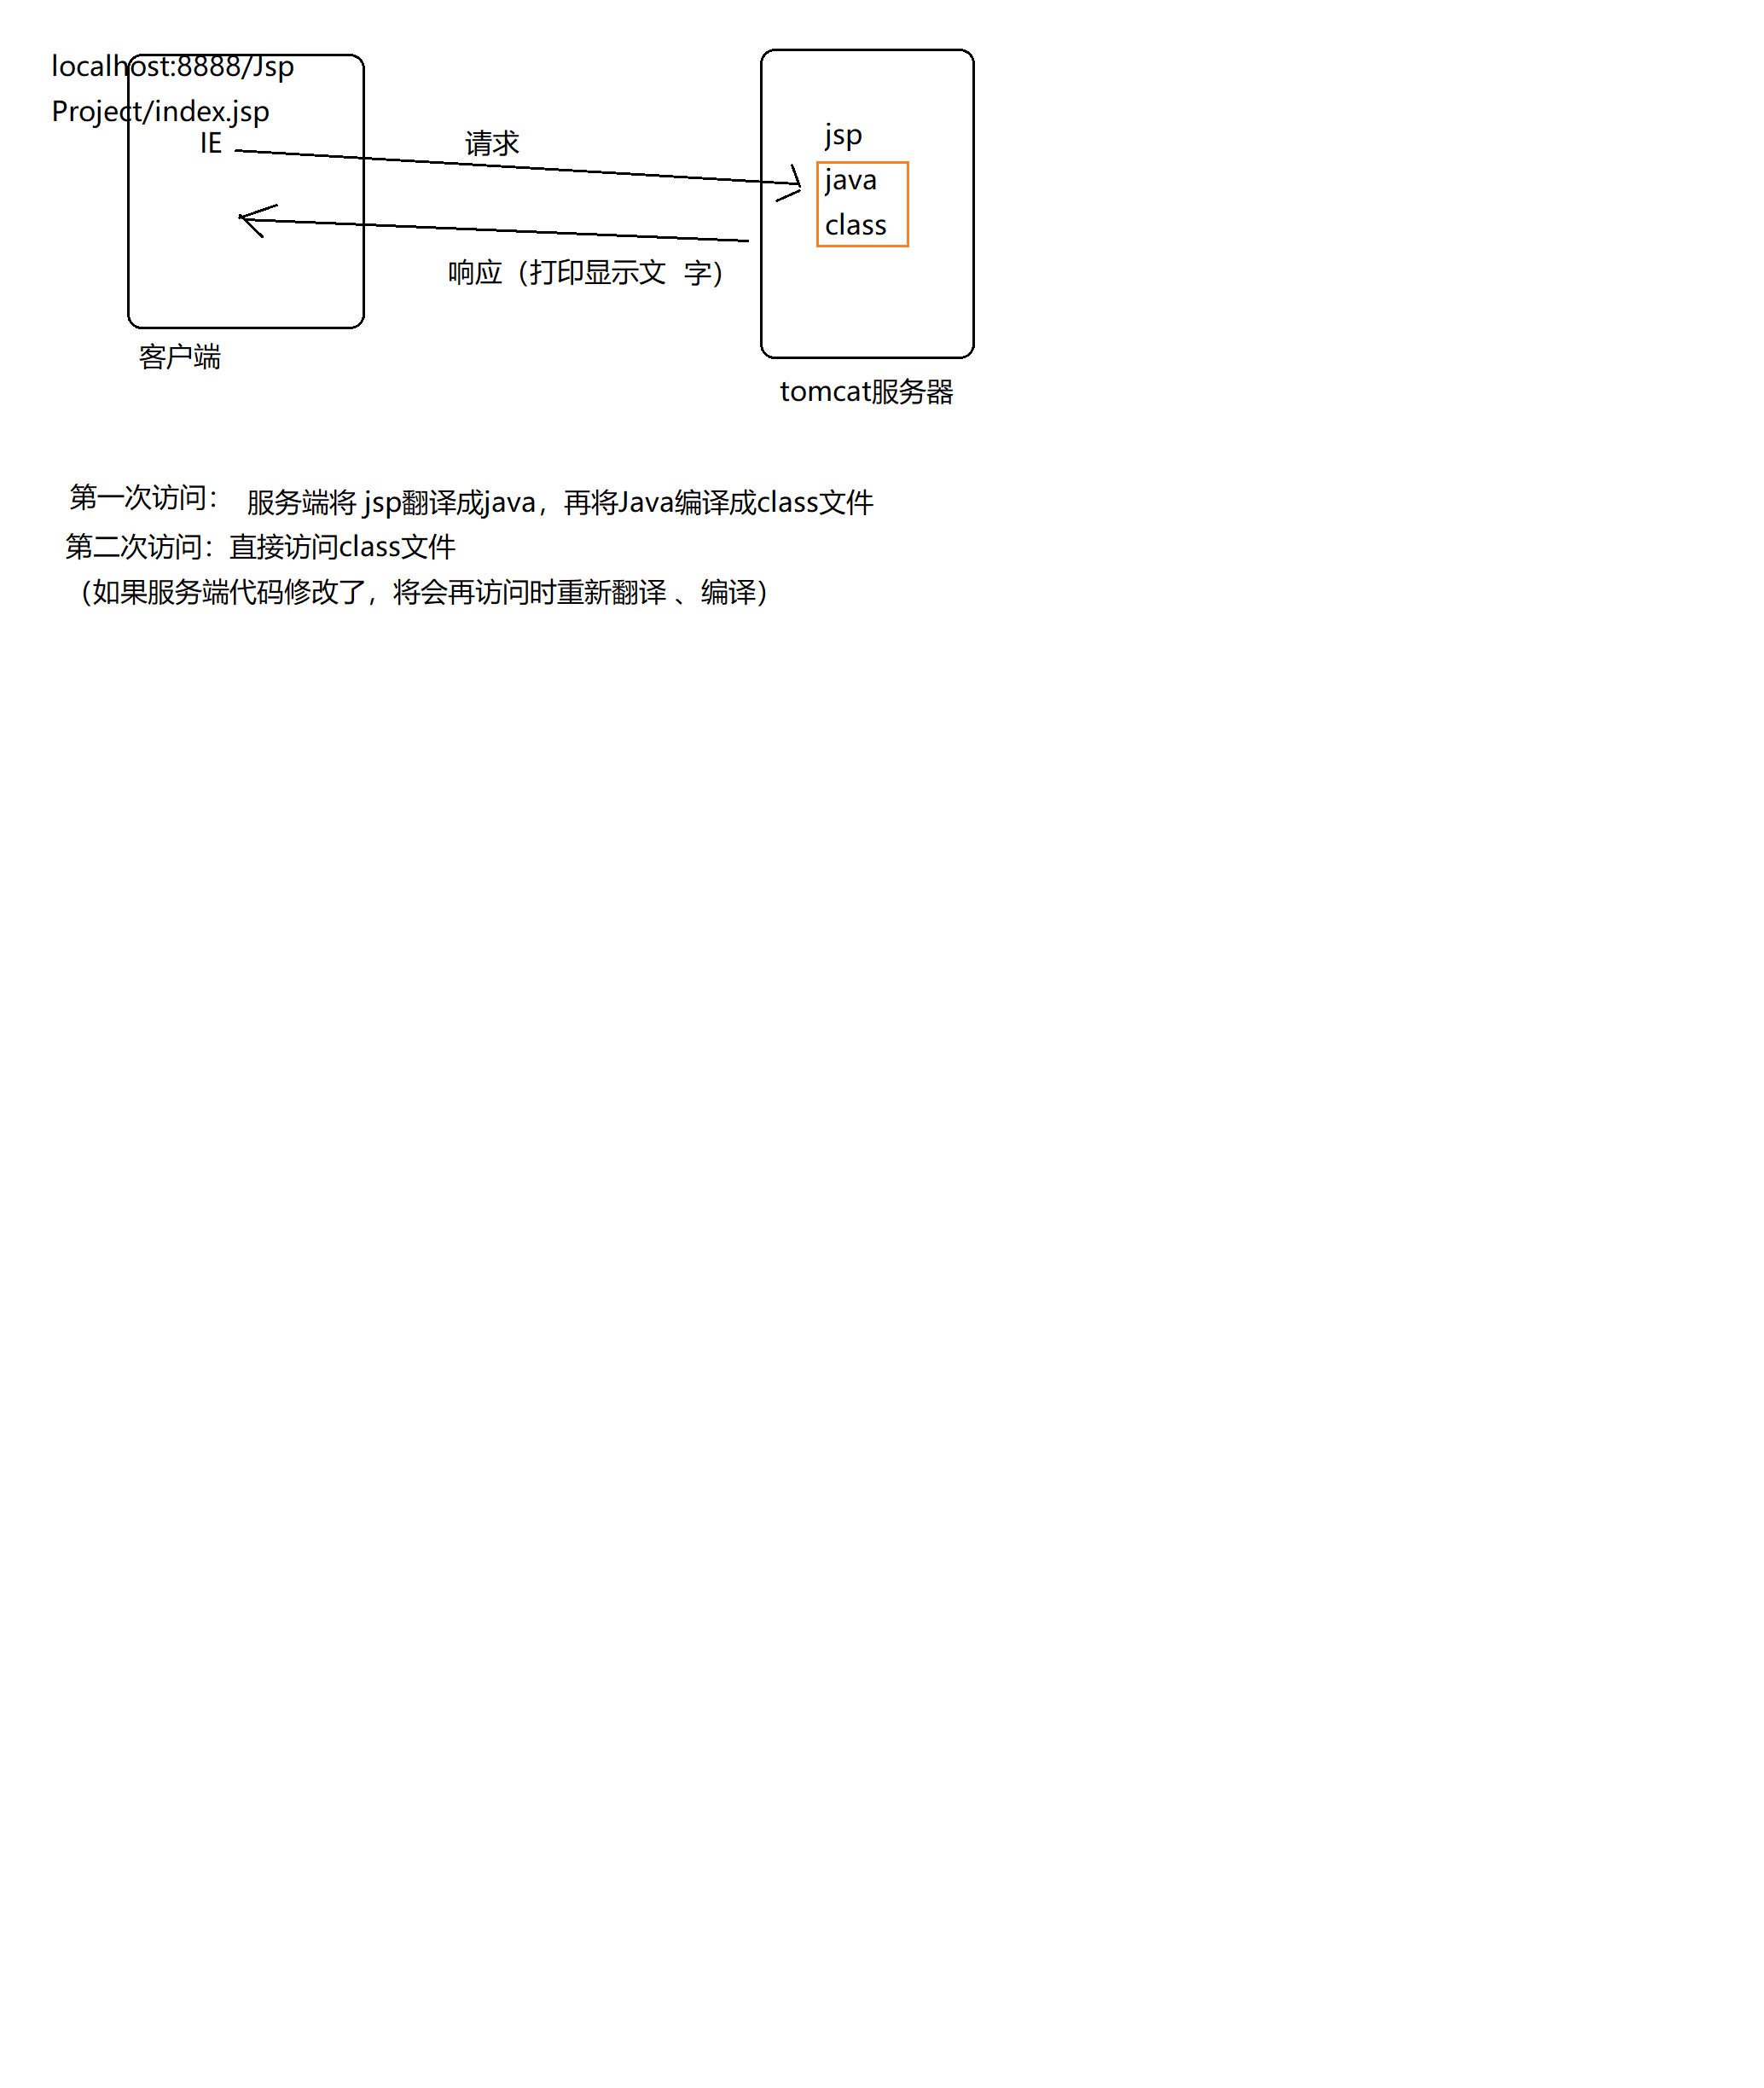 localhost:8888/Jsp
Project/index.jsp
IE
请求
jsp
java
class
响应（打印显示文 字）
客户端
tomcat服务器
第一次访问： 服务端将 jsp翻译成java，再将Java编译成class文件
第二次访问：直接访问class文件
（如果服务端代码修改了，将会再访问时重新翻译 、编译）